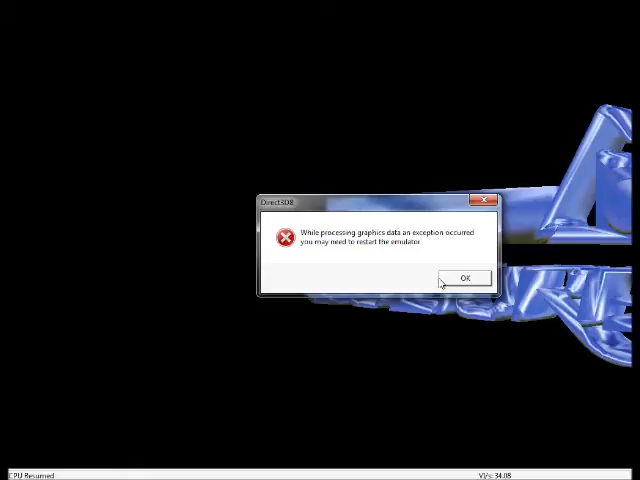 Direct3D8
While processing graphics data an exception occurred
you may need to restart the emulator
OK
CPU Resumed
VI/s: 34.08